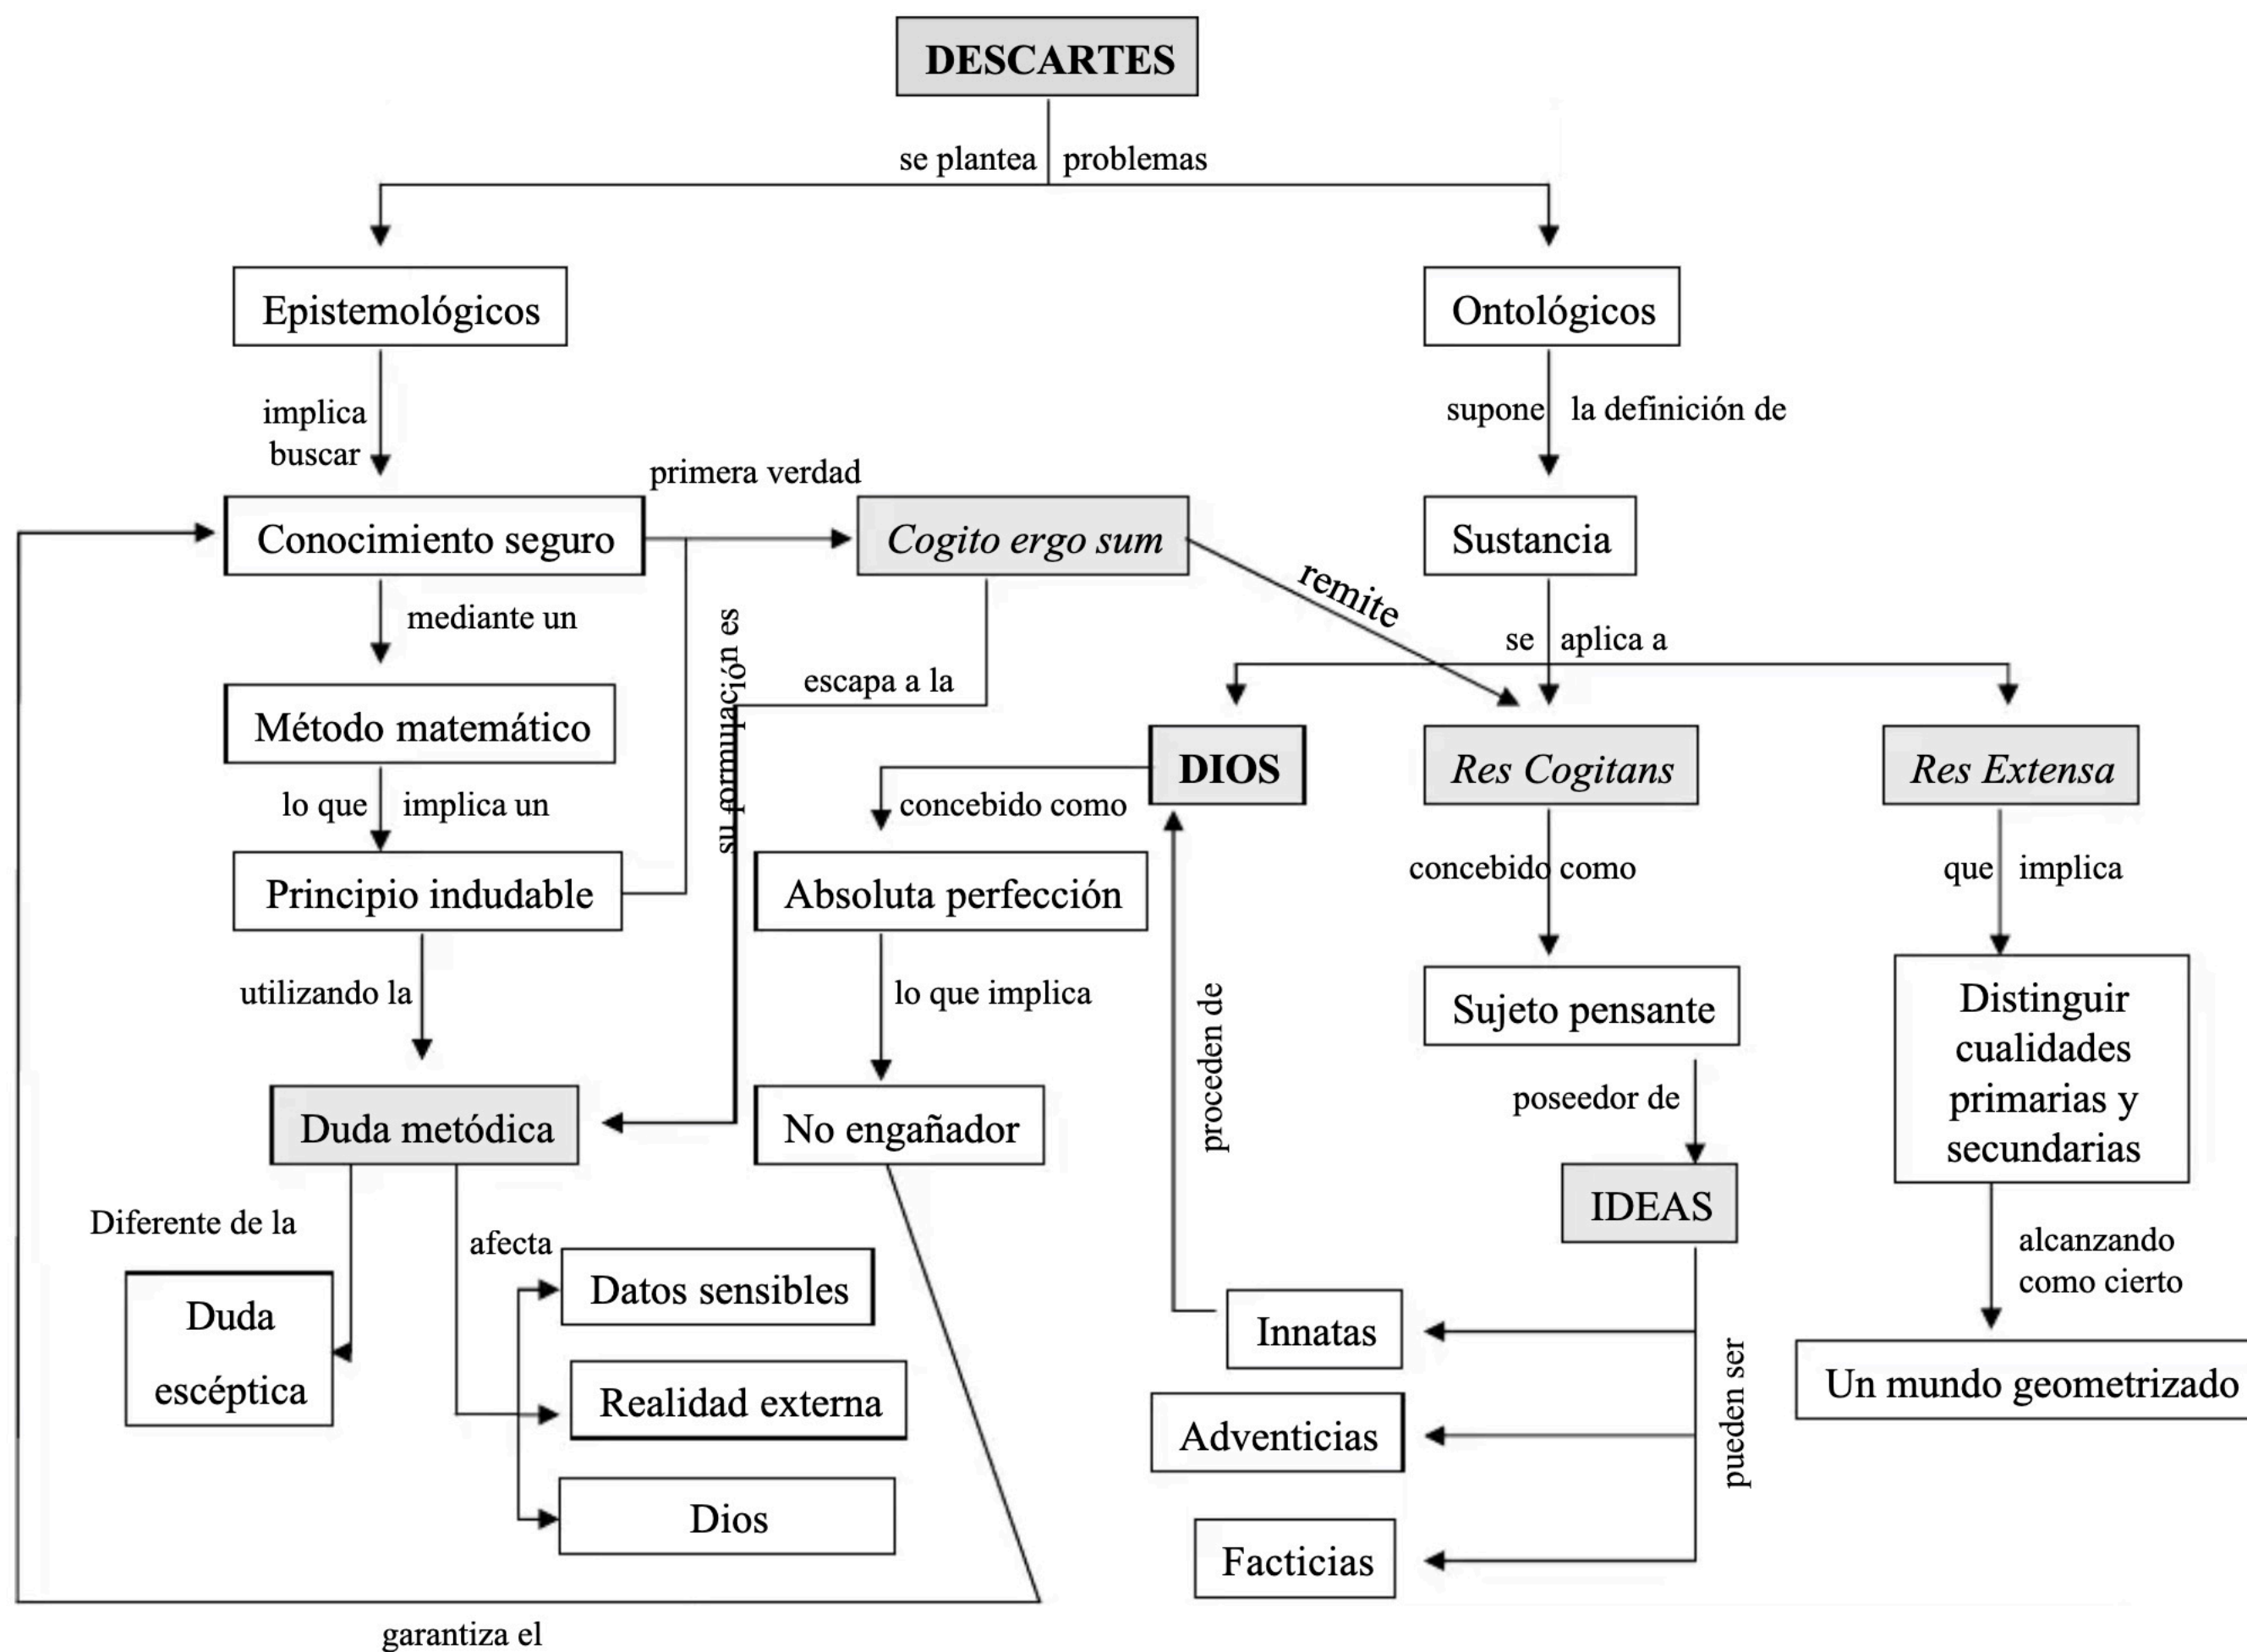 DESCARTES
se plantea problemas
Epistemológicos
Ontológicos
implica
buscar
supone la definición de
primera verdad
Conocimiento seguro
Cogito ergo sum
Sustancia
remite
mediante un
su formulación es
se aplica a
escapa a la
Método matemático
DIOS
Res Cogitans
Res Extensa
lo que implica un
concebido como
concebido como
que implica
Principio indudable
Absoluta perfección
utilizando la
lo que implica
proceden de
Sujeto pensante
Distinguir
cualidades
primarias y
secundarias
poseedor de
Duda metódica
No engañador
IDEAS
Diferente de la
afecta
alcanzando
como cierto
Duda
escéptica
Datos sensibles
Innatas
pueden ser
Un mundo geometrizado
Realidad externa
Adventicias
Dios
Facticias
garantiza el